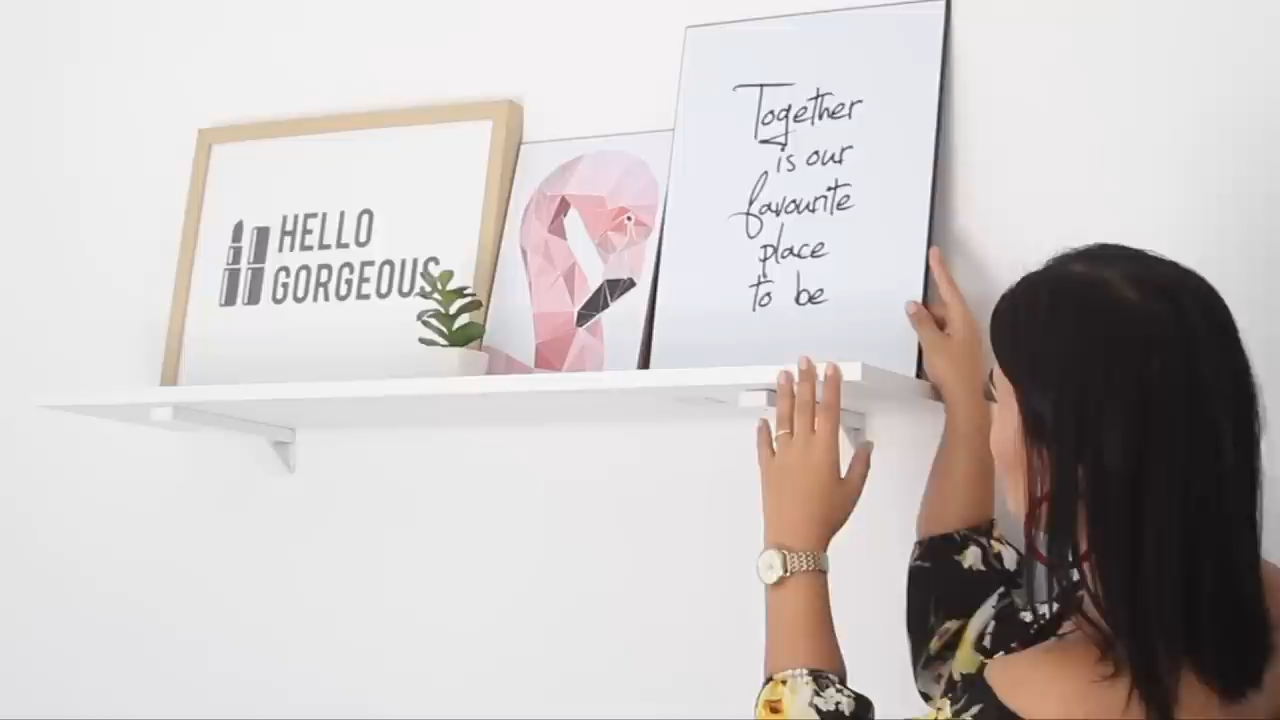 HELLO
GORGEOUS
Together
is our
favourite
place
to be